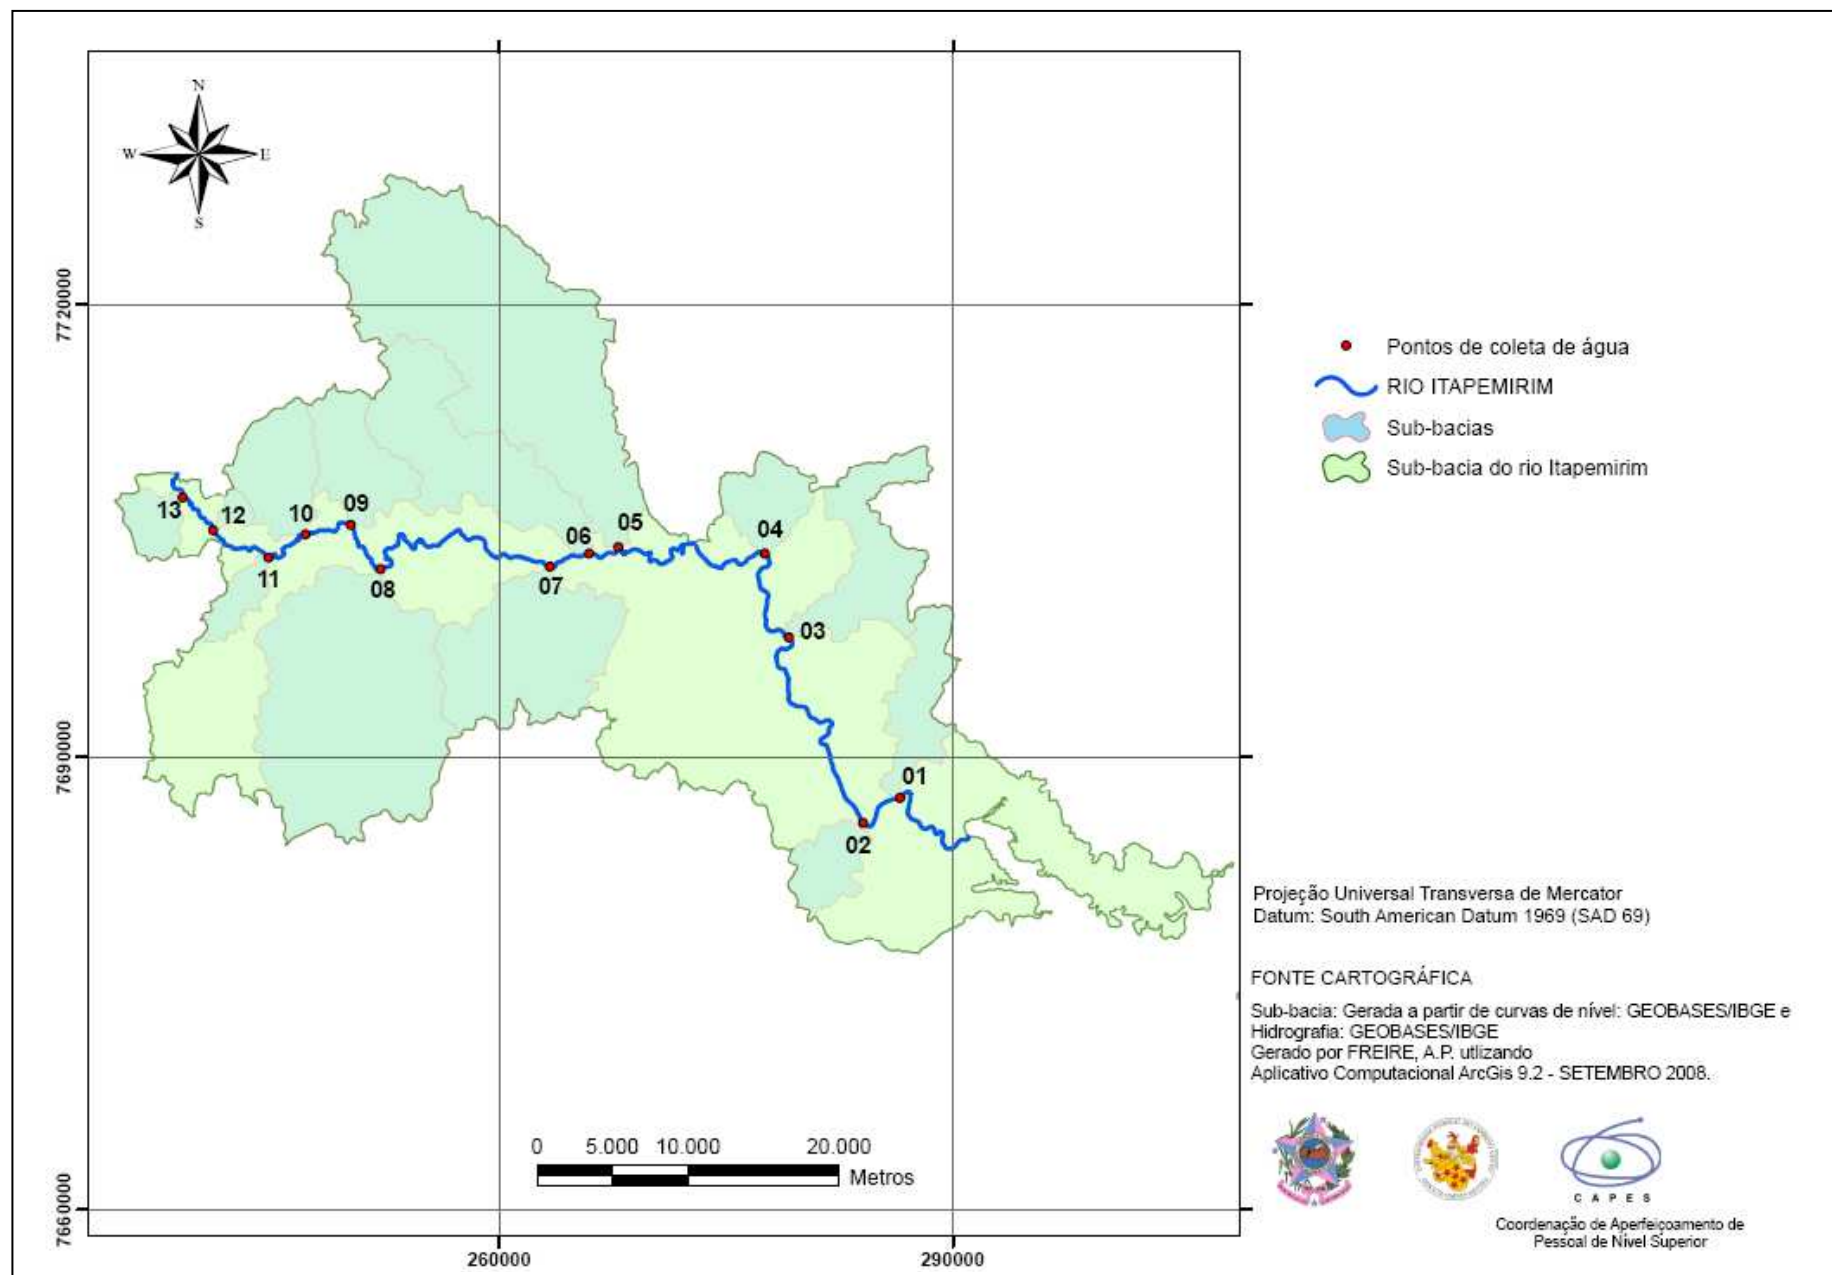 N
W
E
S
7720000
7690000
7660000
260000
290000
13
12
11
10
09
08
07
06
05
04
03
02
01
0
5.000
10.000
20.000
Metros
Pontos de coleta de água
RIO ITAPEMIRIM
Sub-bacias
Sub-bacia do rio Itapemirim
Projeção Universal Transversa de Mercator
Datum: South American Datum 1969 (SAD 69)
FONTE CARTOGRÁFICA
Sub-bacia: Gerada a partir de curvas de nível: GEOBASES/IBGE e
Hidrografia: GEOBASES/IBGE
Gerado por FREIRE, A.P. utlizando
Aplicativo Computacional ArcGis 9.2 - SETEMBRO 2008.
CAPES
Coordenação de Aperfeiçoamento de
Pessoal de Nível Superior